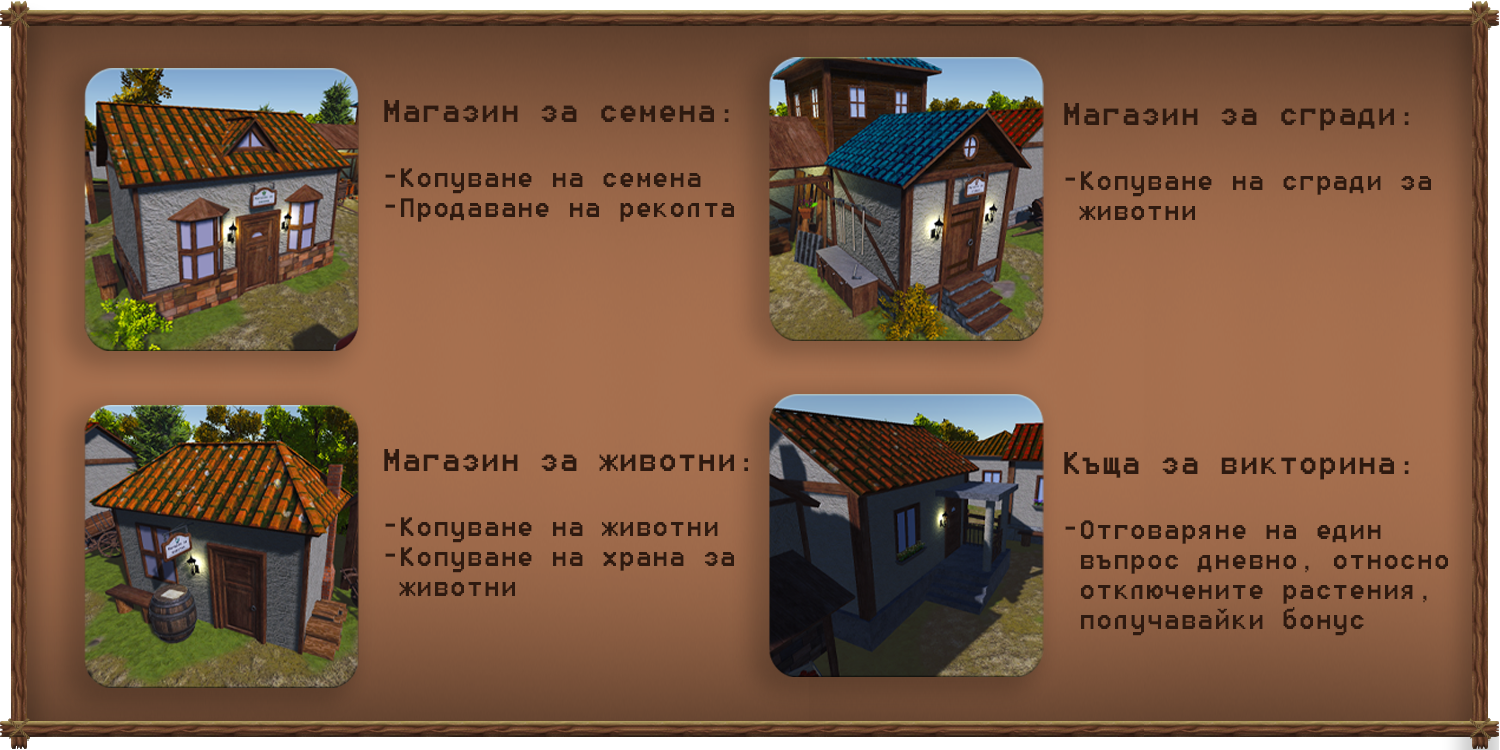 Магазин за семена:
-Копуване на семена
-Продаване на реколта
Магазин за сгради:
-Копуване на сгради за
животни
Магазин за животни:
-Копуване на животни
-Копуване на храна за
животни
Къща за викторина:
-Отговаряне на един
въпрос дневно, относно
отключените растения,
получавайки бонус